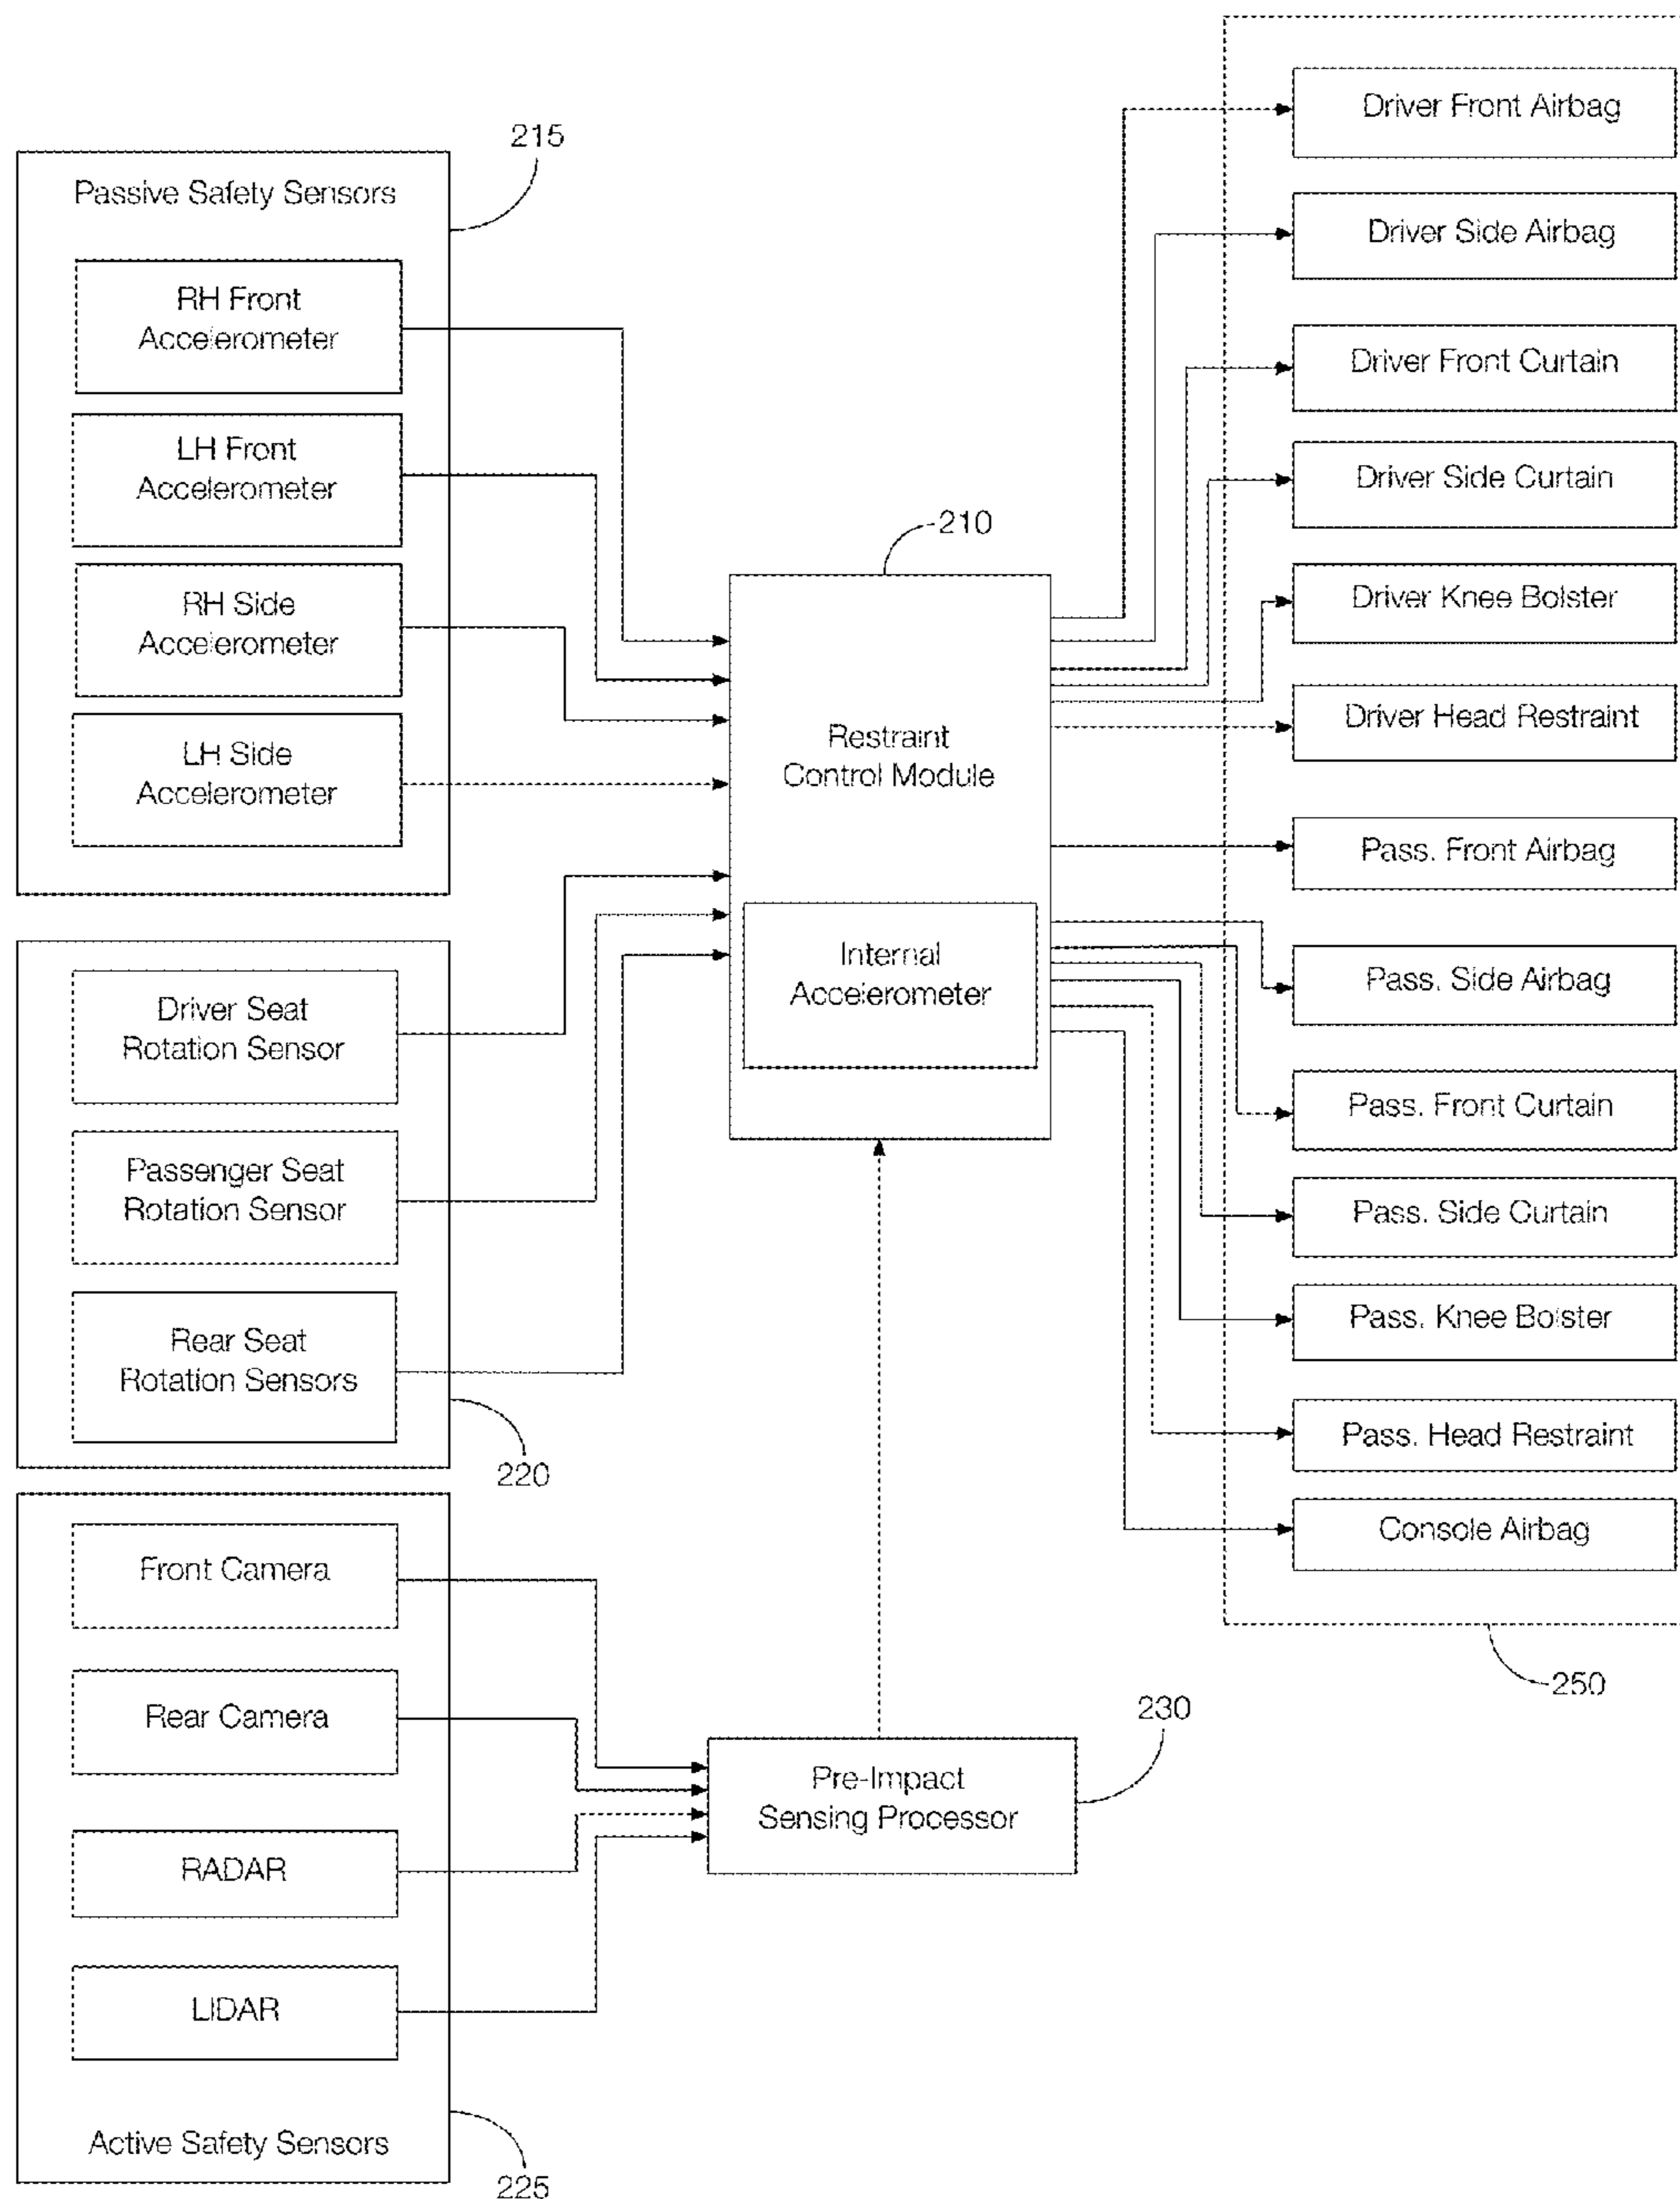 215
Passive Safety Sensors
RH Front
Accelerometer
LH Front
Accelerometer
RH Side
Accelerometer
LH Side
Accelerometer
Driver Seat
Rotation Sensor
Passenger Seat
Rotation Sensor
Rear Seat
Rotation Sensors
220
Front Camera
Rear Camera
RADAR
LIDAR
Active Safety Sensors
225
210
Restraint
Control Module
Internal
Accelerometer
230
Pre-Impact
Sensing Processor
Driver Front Airbag
Driver Side Airbag
Driver Front Curtain
Driver Side Curtain
Driver Knee Bolster
Driver Head Restraint
Pass. Front Airbag
Pass. Side Airbag
Pass. Front Curtain
Pass. Side Curtain
Pass. Knee Bolster
Pass. Head Restraint
Console Airbag
250